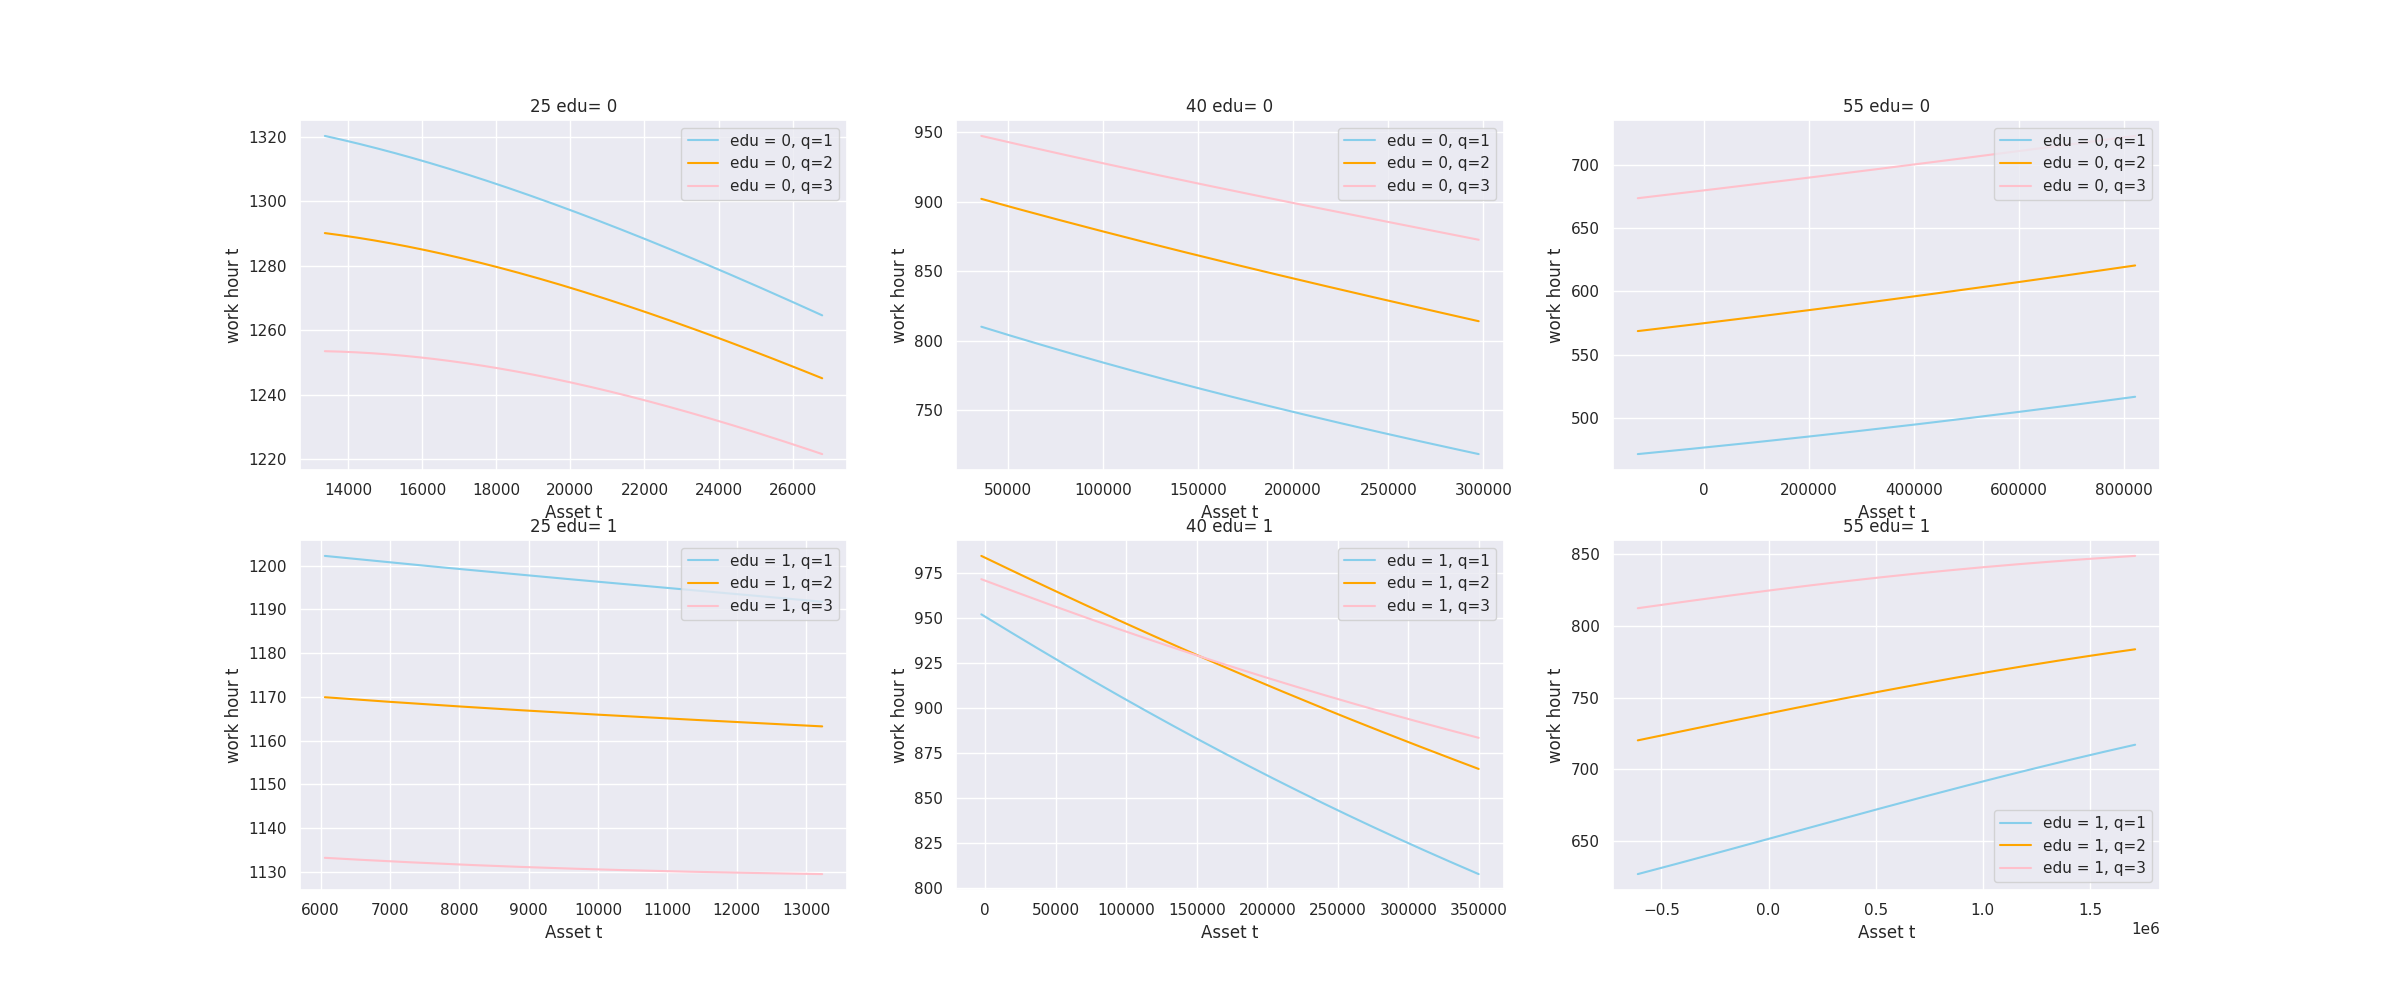 25 edu= 0
work hour t
1320
1300
1280
1260
1240
1220
edu = 0, q=1
edu = 0, q=2
edu = 0, q=3
14000 16000 18000 20000 22000 24000 26000
Asset t
40 edu= 0
work hour t
950
900
850
800
750
edu = 0, q=1
edu = 0, q=2
edu = 0, q=3
50000 100000 150000 200000 250000 300000
Asset t
55 edu= 0
work hour t
700
650
600
550
500
edu = 0, q=1
edu = 0, q=2
edu = 0, q=3
0 200000 400000 600000 800000
Asset t
25 edu= 1
work hour t
1200
1190
1180
1170
1160
1150
1140
1130
edu = 1, q=1
edu = 1, q=2
edu = 1, q=3
6000 7000 8000 9000 10000 11000 12000 13000
Asset t
40 edu= 1
work hour t
975
950
925
900
875
850
825
800
edu = 1, q=1
edu = 1, q=2
edu = 1, q=3
0 50000 100000 150000 200000 250000 300000 350000
Asset t
55 edu= 1
work hour t
850
800
750
700
650
edu = 1, q=1
edu = 1, q=2
edu = 1, q=3
−0.5 0.0 0.5 1.0 1.5
1e6
Asset t